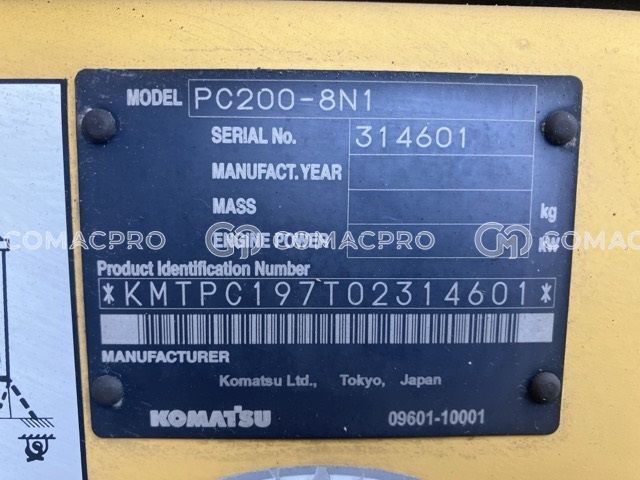 MODEL PC200-8N1
SERIAL No. 314601
MANUFACT. YEAR
MASS kg
ENGINE POWER kW
COMACPRO COMACPRO COMACPRO
Product Identification Number
*KMTPC197T02314601*
MANUFACTURER
Komatsu Ltd., Tokyo, Japan
KOMATSU 09601-10001